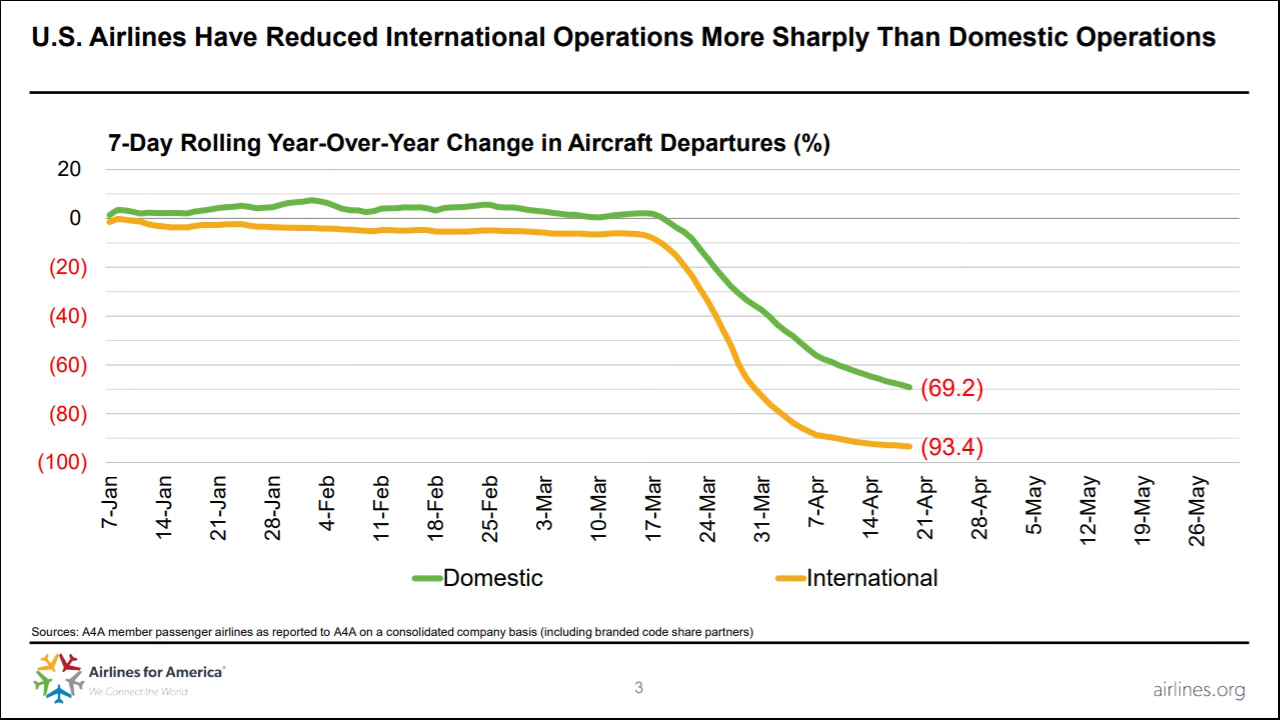 U.S. Airlines Have Reduced International Operations More Sharply Than Domestic Operations
7-Day Rolling Year-Over-Year Change in Aircraft Departures (%)
20
0
(20)
(40)
(60)
(80)
(100)
(69.2)
(93.4)
7-Jan
14-Jan
21-Jan
28-Jan
4-Feb
11-Feb
18-Feb
25-Feb
3-Mar
10-Mar
17-Mar
24-Mar
31-Mar
7-Apr
14-Apr
21-Apr
28-Apr
5-May
12-May
19-May
26-May
Domestic
International
Sources: A4A member passenger airlines as reported to A4A on a consolidated company basis (including branded code share partners)
Airlines for America®
We Connect the World
3
airlines.org